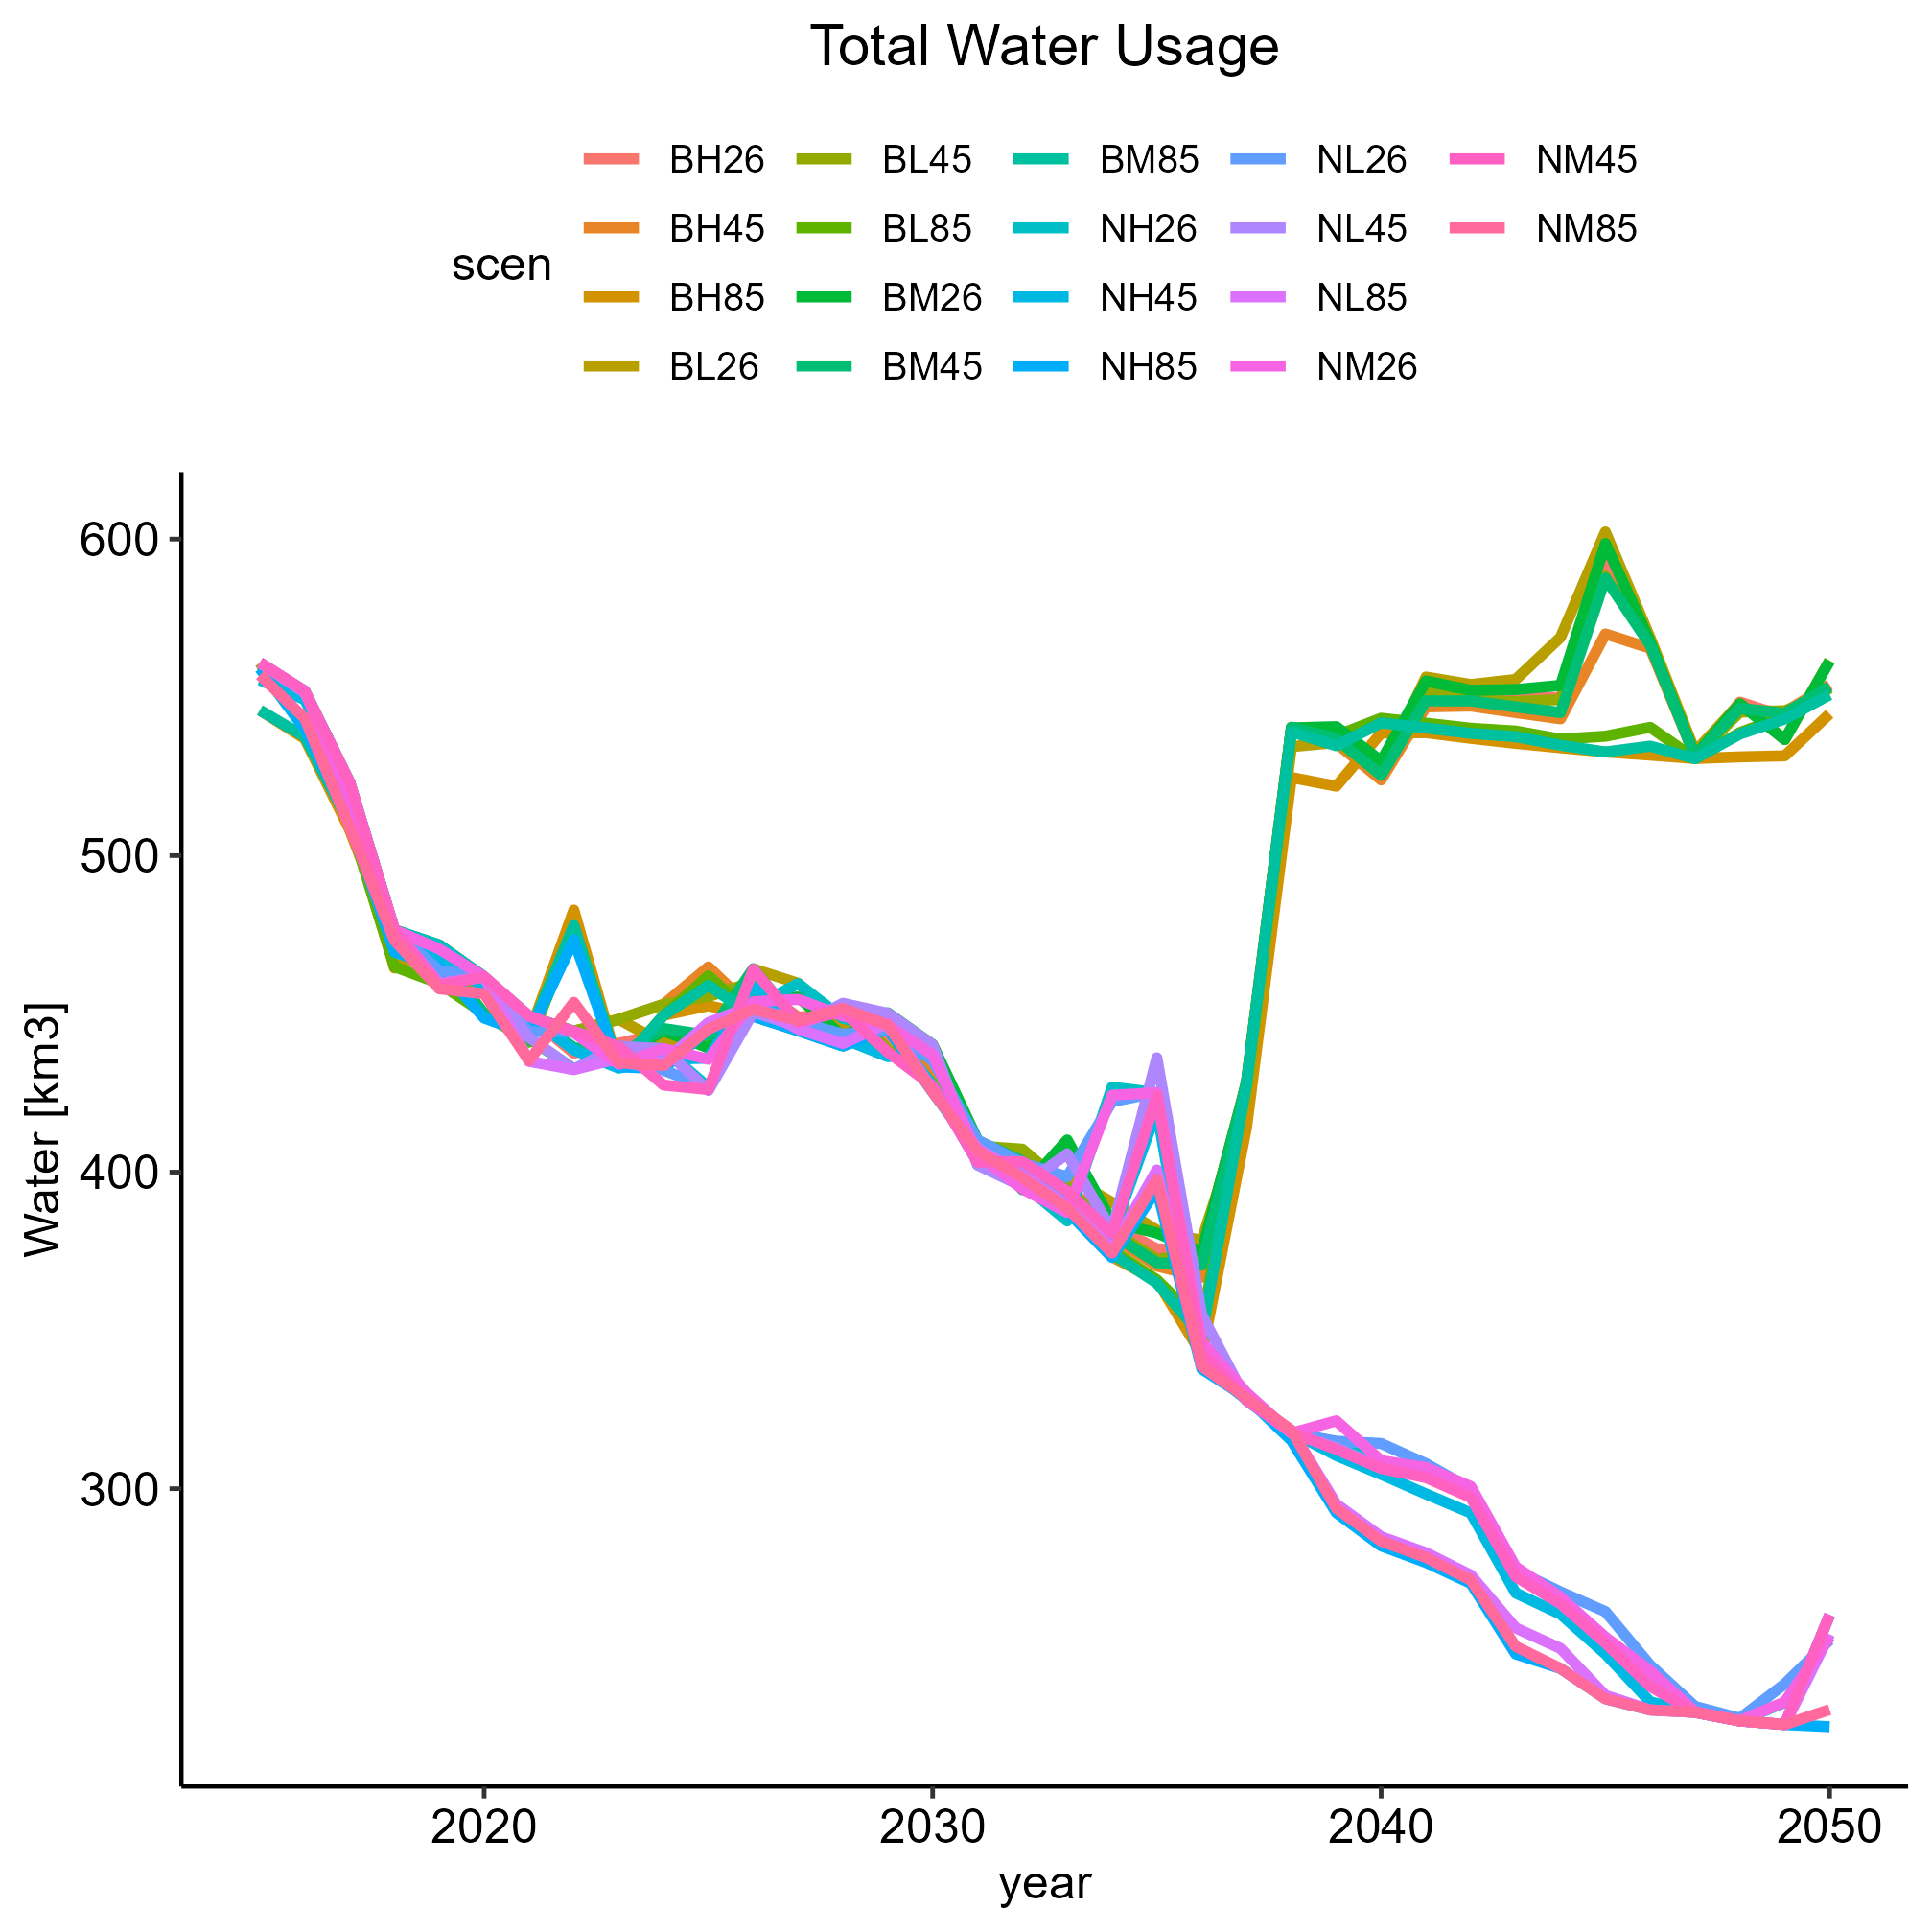 Total Water Usage
BH26 BL45 BM85 NL26 NM45
BH45 BL85 NH26 NL45 NM85
scen
BH85 BM26 NH45 NL85
BL26 BM45 NH85 NM26
600
500
400
300
Water [km3]
2020 2030 2040 2050
year